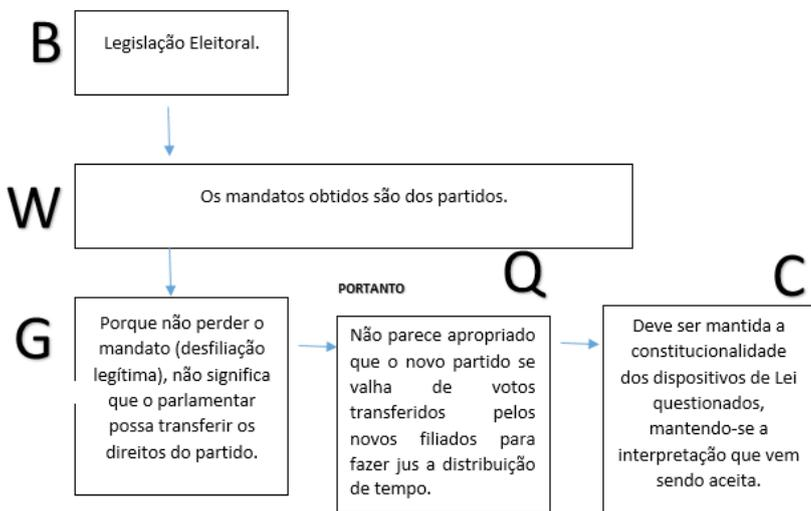 B
Legislação Eleitoral.
W
Os mandatos obtidos são dos partidos.
Q
C
PORTANTO
G
Porque não perder o
mandato (desfiliação
legítima), não significa
que o parlamentar
possa transferir os
direitos do partido.
Não parece apropriado
que o novo partido se
valha de votos
transferidos pelos
novos filiados para
fazer jus a distribuição
de tempo.
Deve ser mantida a
constitucionalidade
dos dispositivos de Lei
questionados,
mantendo-se a
interpretação que vem
sendo aceita.